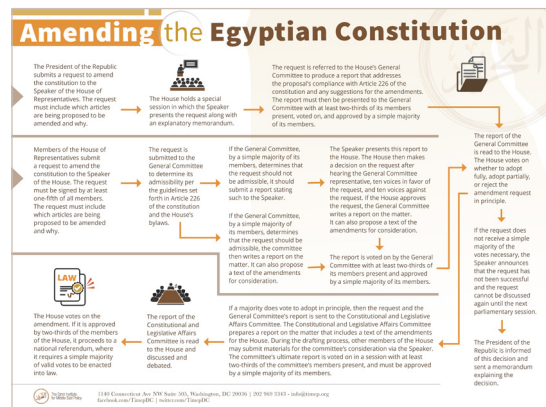 Amending the Egyptian Constitution
The President of the Republic
submits a request to amend
the constitution to the
Speaker of the House of
Representatives. The request
must include which articles
are being proposed to be
amended and why.
The House holds a special
session in which the Speaker
presents the request along with
an explanatory memorandum.
The request is referred to the House's General
Committee to produce a report that addresses
the proposal's compliance with Article 226 of the
constitution and any suggestions for the amendments.
The report must then be presented to the General
Committee with at least two-thirds of its members
present, voted on, and approved by a simple majority
of its members.
Members of the House of
Representatives submit
a request to amend the
constitution to the Speaker
of the House. The request
must be signed by at least
one-fifth of all members.
The request must include
which articles are being
proposed to be amended
and why.
The request is
submitted to the
General Committee
to determine its
admissibility per
the guidelines set
forth in Article 226
of the constitution
and the House's
bylaws.
If the General Committee,
by a simple majority of
its members, determines
that the request should
not be admissible, it
should submit a report stating
such to the Speaker.
If the General Committee,
by a simple majority
of its members, determines
that the request should be
admissible, the committee
then writes a report on the
matter. It can also propose
a text of the amendments
for consideration.
The Speaker presents this report to
the House. The House then makes
a decision on the request after
hearing the General Committee
representative, ten voices in favor of
the request, and ten voices against
the request. If the House approves
the request, the General Committee
writes a report on the matter.
It can also propose a text of the
amendments for consideration.
The report is voted on by the General
Committee with at least two-thirds of
its members present and approved
by a simple majority of its members.
The report of the
General Committee
is read to the House.
The House votes on
whether to adopt
fully, adopt partially,
or reject the
amendment request
in principle.
If the request
does not receive a
simple majority of the
votes necessary, the
Speaker announces
that the request has
not been successful
and the request
cannot be discussed
again until the next
parliamentary session.
The President of the
Republic is informed
of this decision and
sent a memorandum
explaining the
decision.
If a majority does vote to adopt in principle, then the request and the
General Committee's report is sent to the Constitutional and Legislative
Affairs Committee. The Constitutional and Legislative Affairs Committee
prepares a report on the matter that includes a text of the amendments
for the House. During the drafting process, other members of the House
may submit materials for the committee's consideration via the Speaker.
The committee's ultimate report is voted on in a session with at least
two-thirds of the committee's members present, and must be approved
by a simple majority of its members.
The report of the
Constitutional and
Legislative Affairs
Committee is read
to the House and
discussed and
debated.
LAW
The House votes on the
amendment. If it is approved
by two-thirds of the members
of the House, it proceeds to a
national referendum, where
it requires a simple majority
of valid votes to be enacted
into law.
The Tahrir Institute
for Middle East Policy
1140 Connecticut Ave NW Suite 505, Washington, DC 20036 | 202 969 3343 - info@timep.org
facebook.com/TimepDC | twitter.com/TimepDC